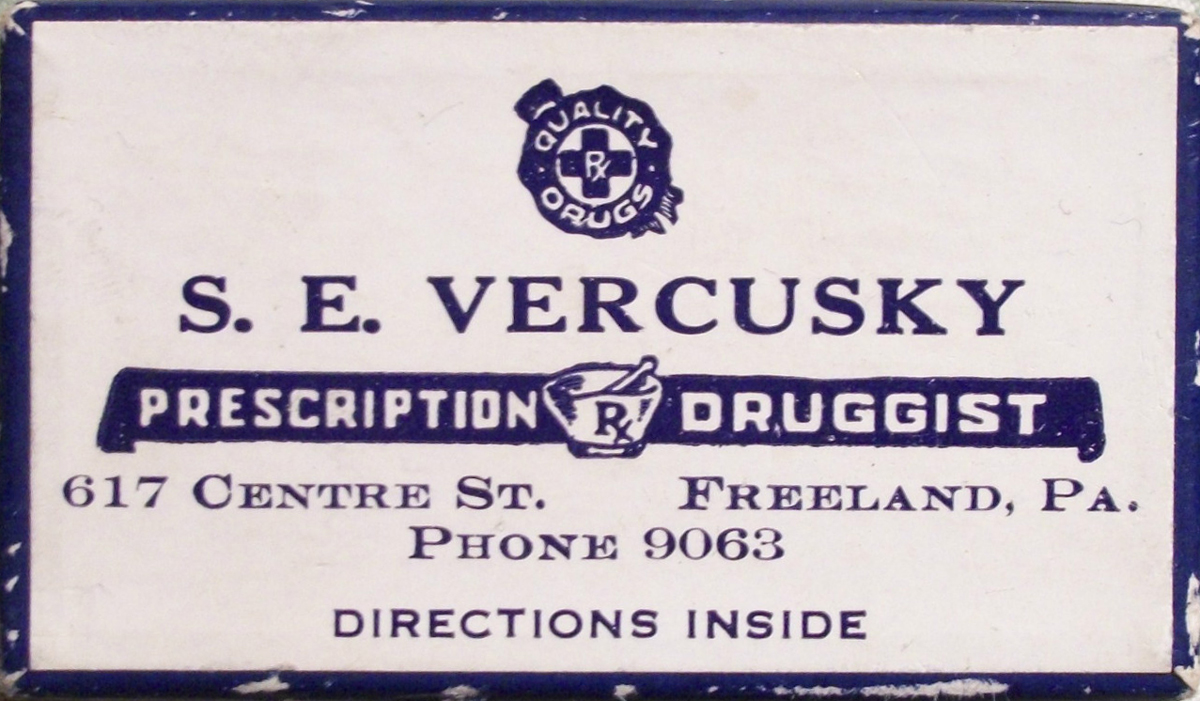 QUALITY
Rx
DRUGS
S. E. VERCUSKY
PRESCRIPTION Rx DRUGGIST
617 CENTRE ST. FREELAND, PA.
PHONE 9063
DIRECTIONS INSIDE